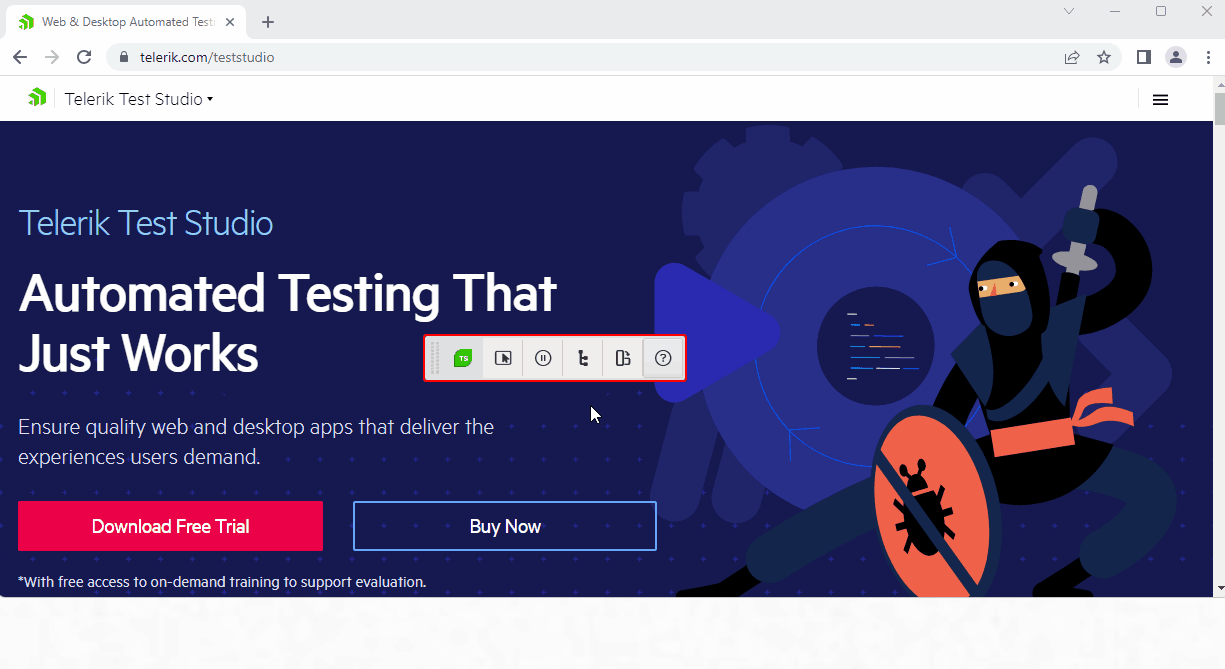 Web & Desktop Automated Test
telerik.com/teststudio
Telerik Test Studio
Telerik Test Studio
Automated Testing That
Just Works
TS
Ensure quality web and desktop apps that deliver the
experiences users demand.
Download Free Trial
Buy Now
*With free access to on-demand training to support evaluation.